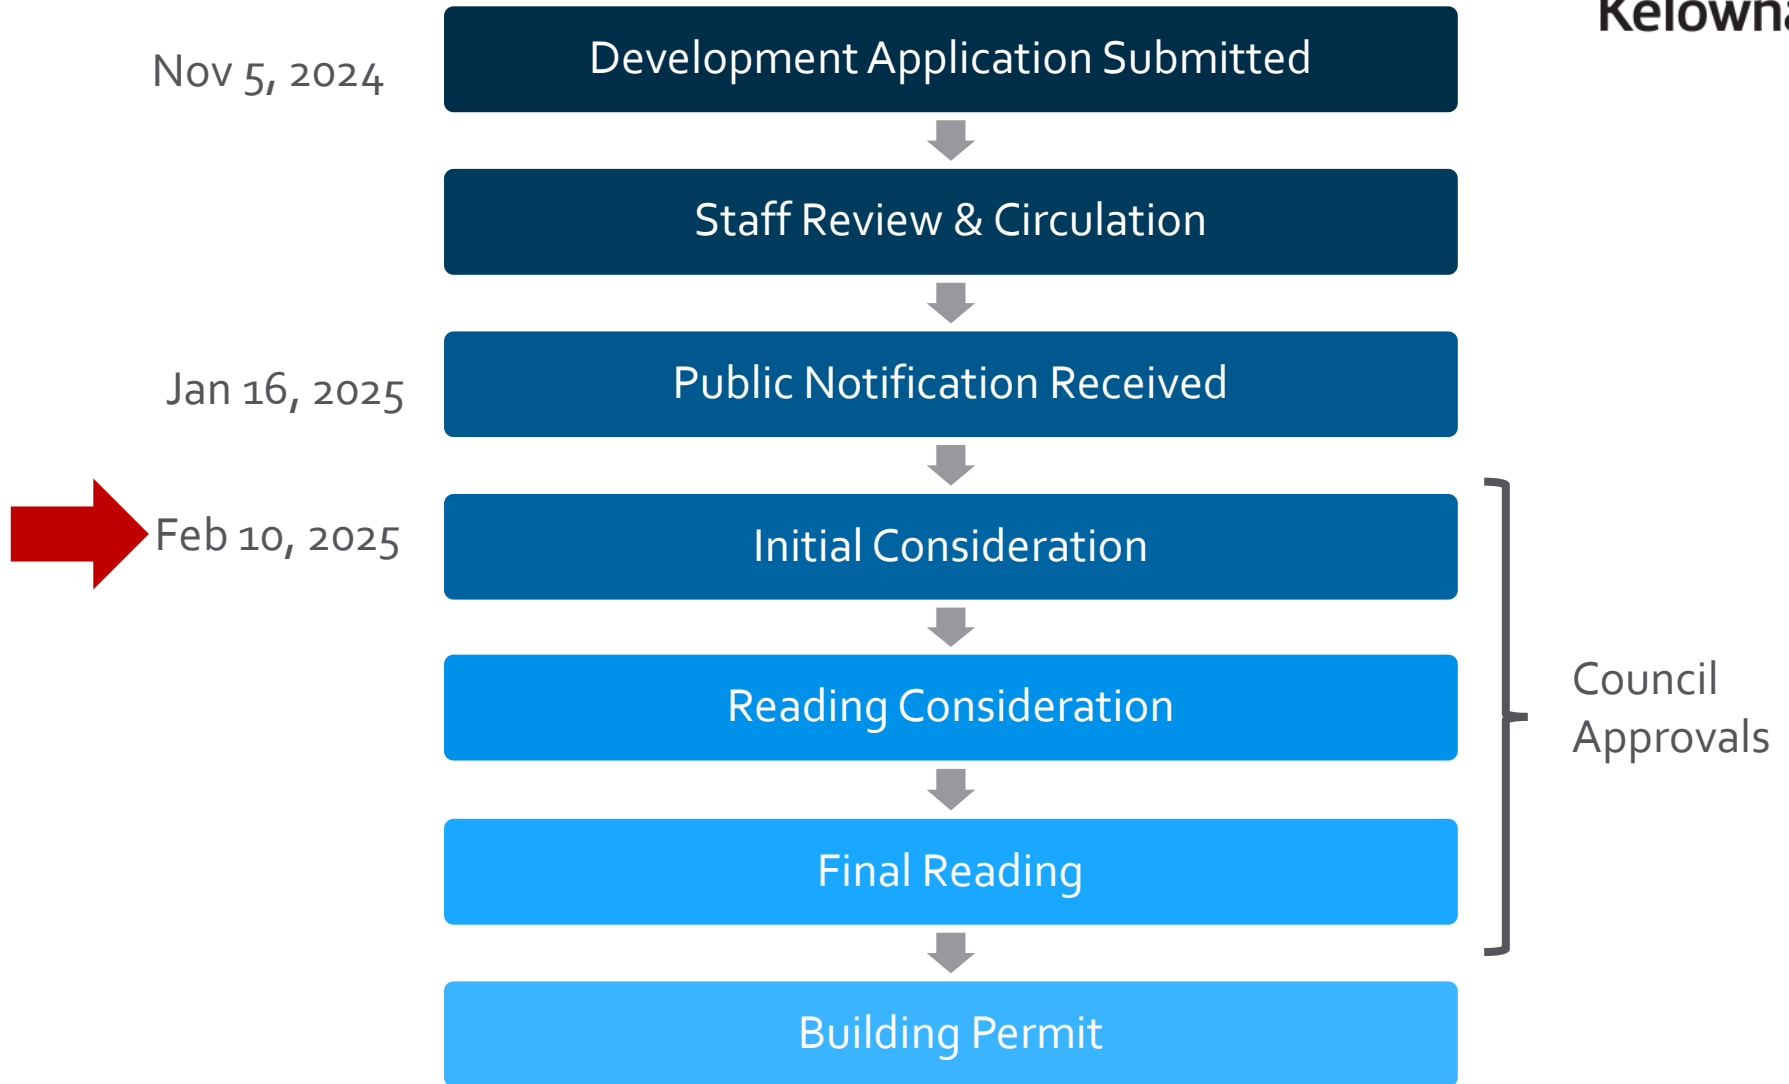 Kelowna
Nov 5, 2024
Development Application Submitted
Staff Review & Circulation
Jan 16, 2025
Public Notification Received
Feb 10, 2025
Initial Consideration
Reading Consideration
Council
Approvals
Final Reading
Building Permit